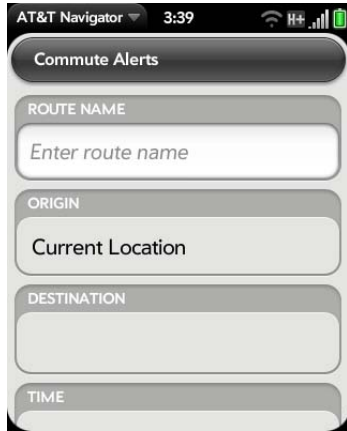 AT&T Navigator 3:39 H+
Commute Alerts
ROUTE NAME
Enter route name
ORIGIN
Current Location
DESTINATION
TIME